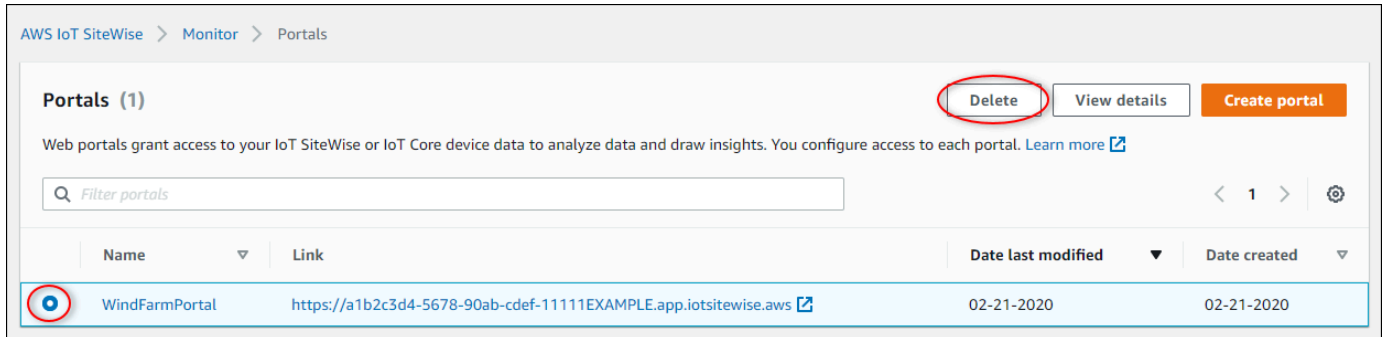 AWS IoT SiteWise > Monitor > Portals
Portals (1) Delete View details Create portal
Web portals grant access to your IoT SiteWise or IoT Core device data to analyze data and draw insights. You configure access to each portal. Learn more
Filter portals < 1 >
Name Link Date last modified Date created
WindFarmPortal https://a1b2c3d4-5678-90ab-cdef-11111EXAMPLE.app.iotsitewise.aws 02-21-2020 02-21-2020